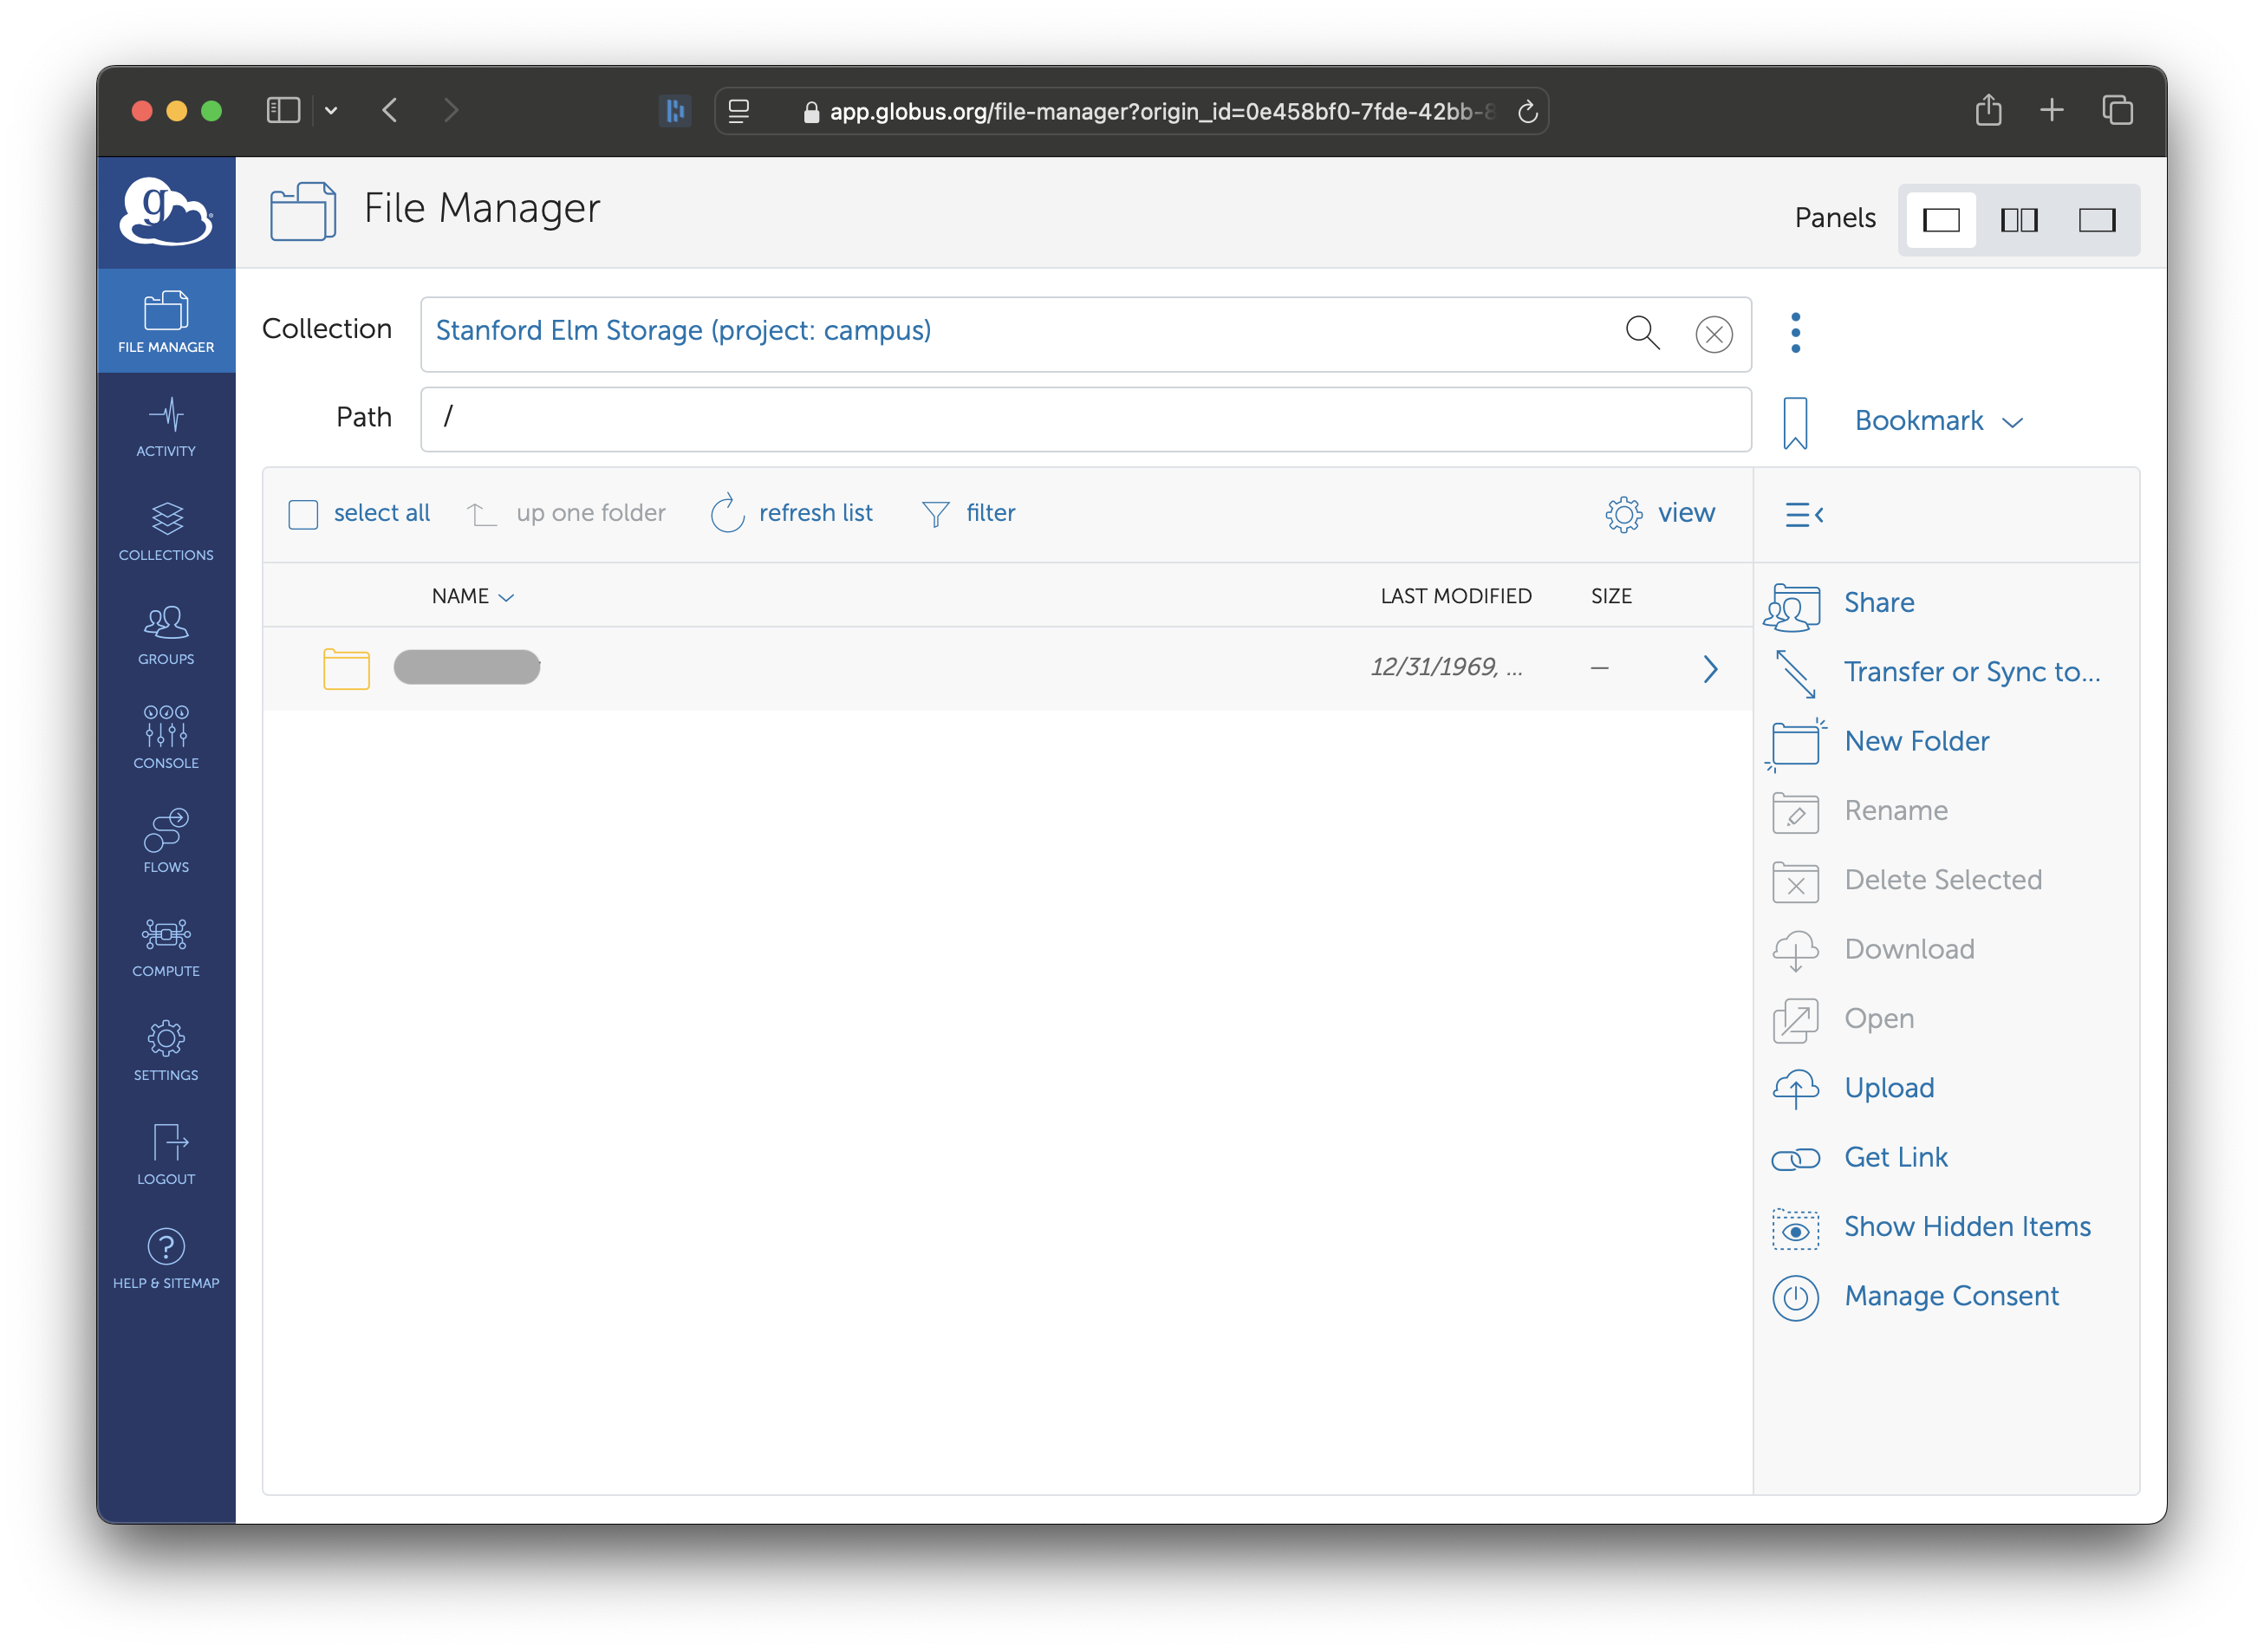 app.globus.org/file-manager?origin_id=0e458bf0-7fde-42bb-8
g
File Manager
Panels
FILE MANAGER
ACTIVITY
COLLECTIONS
GROUPS
CONSOLE
FLOWS
COMPUTE
SETTINGS
LOGOUT
HELP & SITEMAP
Collection
Stanford Elm Storage (project: campus)
Path
/
Bookmark
select all
up one folder
refresh list
filter
view
NAME
LAST MODIFIED
SIZE
12/31/1969, ...
—
Share
Transfer or Sync to...
New Folder
Rename
Delete Selected
Download
Open
Upload
Get Link
Show Hidden Items
Manage Consent